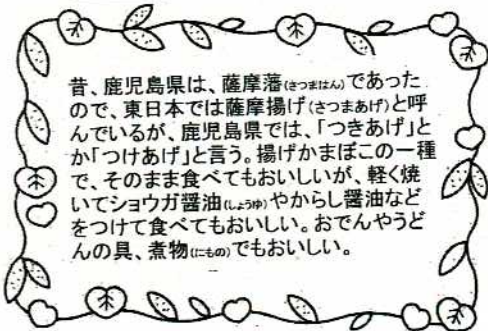 昔、鹿児島県は、薩摩藩(さつまはん)であった
ので、東日本では薩摩揚げ(さつまあげ)と呼
んでいるが、鹿児島県では、「つきあげ」と
か「つけあげ」と言う。揚げかまぼこの一種
で、そのまま食べてもおいしいが、軽く焼
いてショウガ醤油(しょうゆ)やからし醤油など
をつけて食べてもおいしい。おでんやうど
んの具、煮物(にもの)でもおいしい。